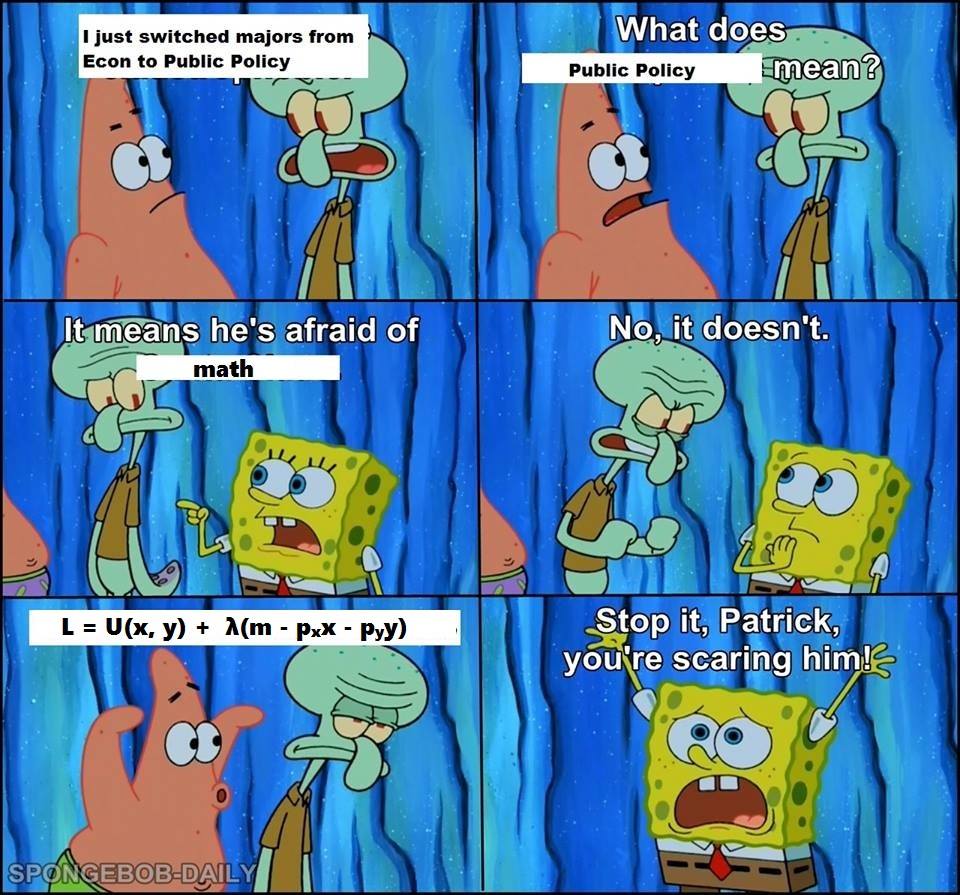 I just switched majors from
Econ to Public Policy
What does
Public Policy mean?
It means he's afraid of
math
No, it doesn't.
L = U(x, y) + λ(m - pₓx - pᵧy)
Stop it, Patrick,
you're scaring him!
SPONGEBOB-DAILY